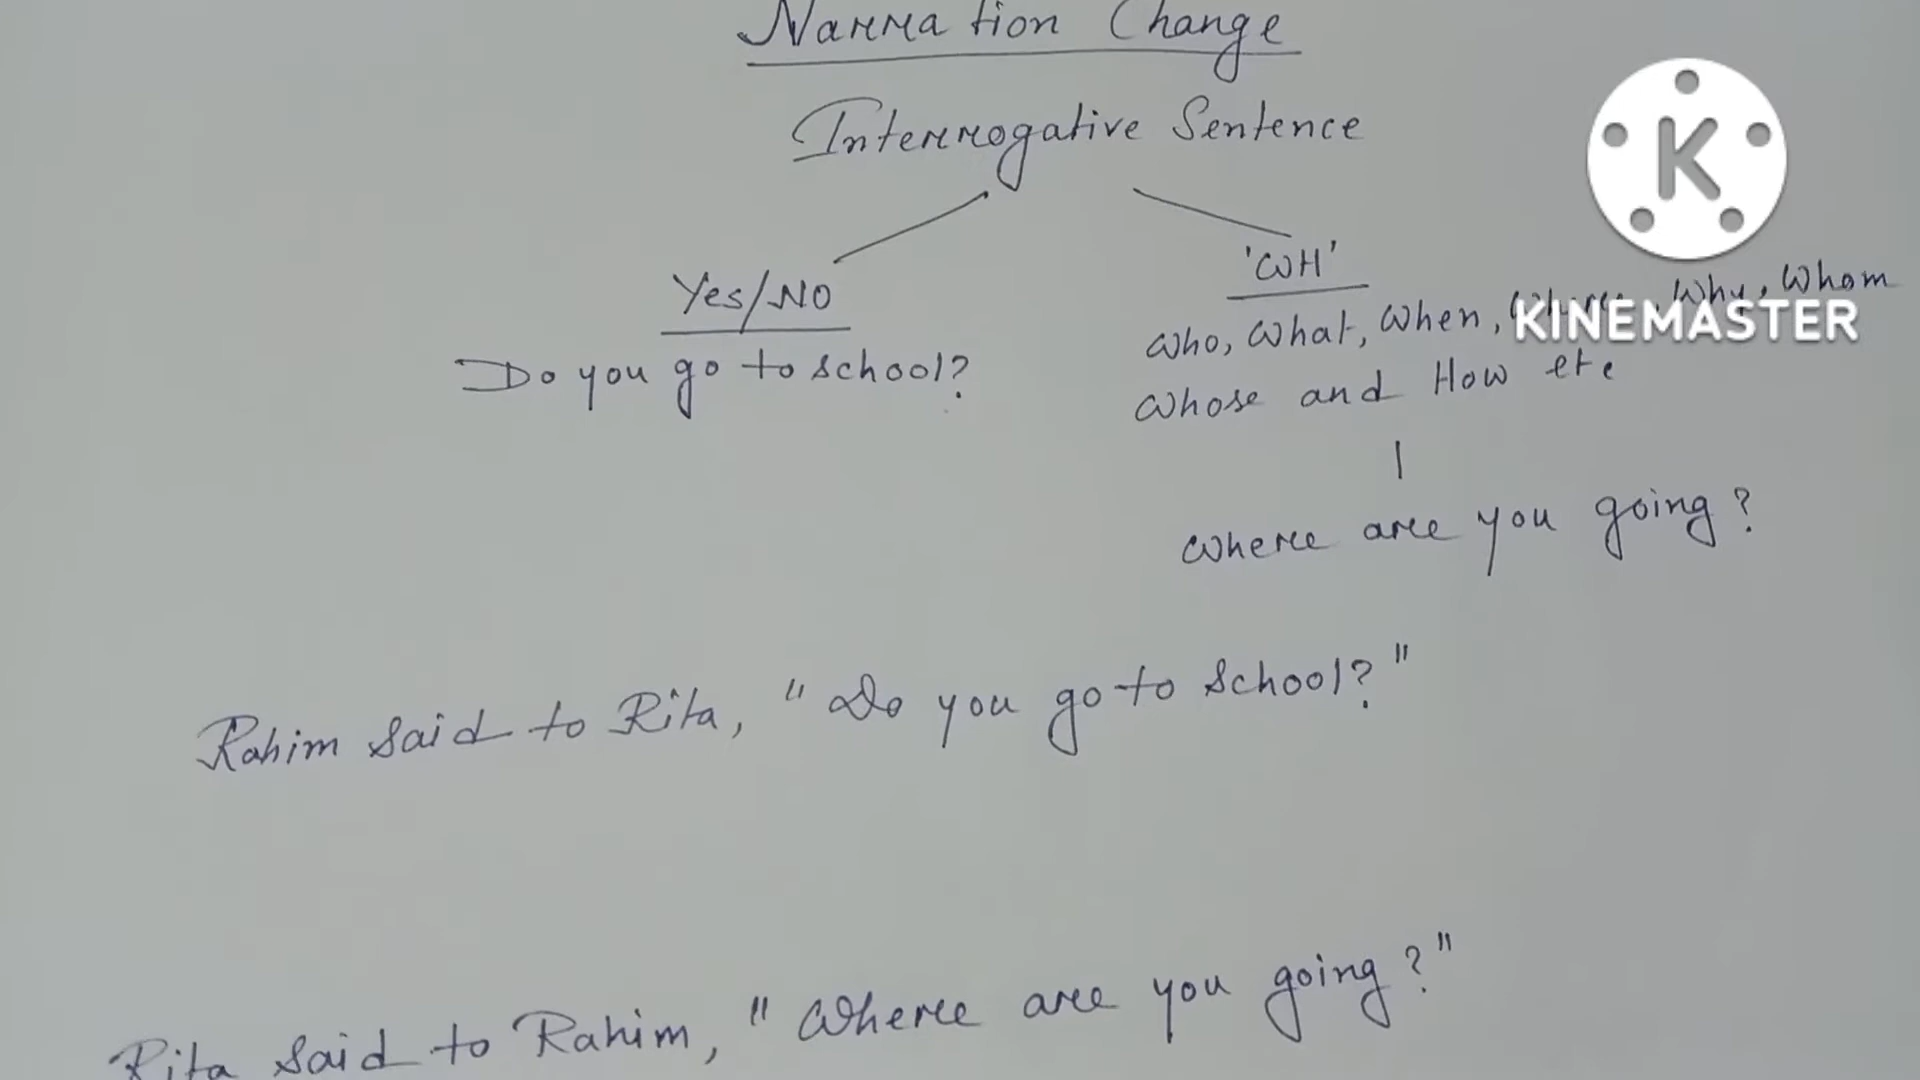 Narration Change
Interrogative Sentence
Yes/NO
'WH'
Do you go to school?
Who, What, When, Where, Why, Whom
Whose and How etc
Where are you going?
Rahim said to Rita, "Do you go to school?"
Rita said to Rahim, "Where are you going?"
K
KINEMASTER